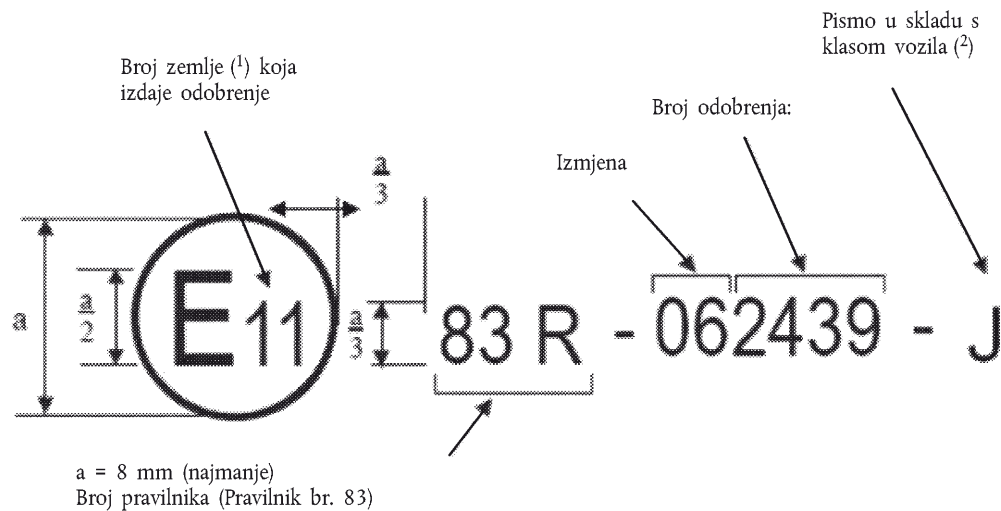 Pismo u skladu s
klasom vozila (²)
Broj zemlje (¹) koja
izdaje odobrenje
Broj odobrenja:
Izmjena
a
3
a
a
2
E11
a
3
83 R - 062439 - J
a = 8 mm (najmanje)
Broj pravilnika (Pravilnik br. 83)